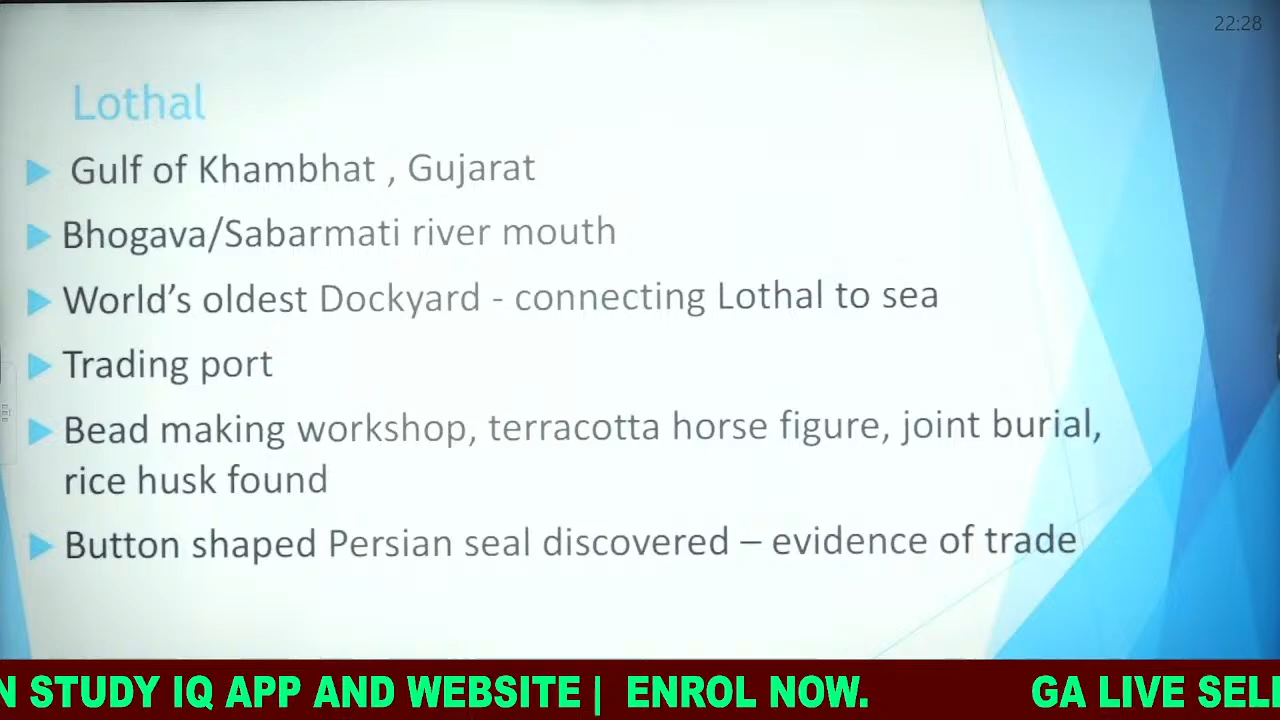 22:28
Lothal
Gulf of Khambhat , Gujarat
Bhogava/Sabarmati river mouth
World's oldest Dockyard - connecting Lothal to sea
Trading port
Bead making workshop, terracotta horse figure, joint burial,
rice husk found
Button shaped Persian seal discovered – evidence of trade
N STUDY IQ APP AND WEBSITE | ENROL NOW. GA LIVE SELE